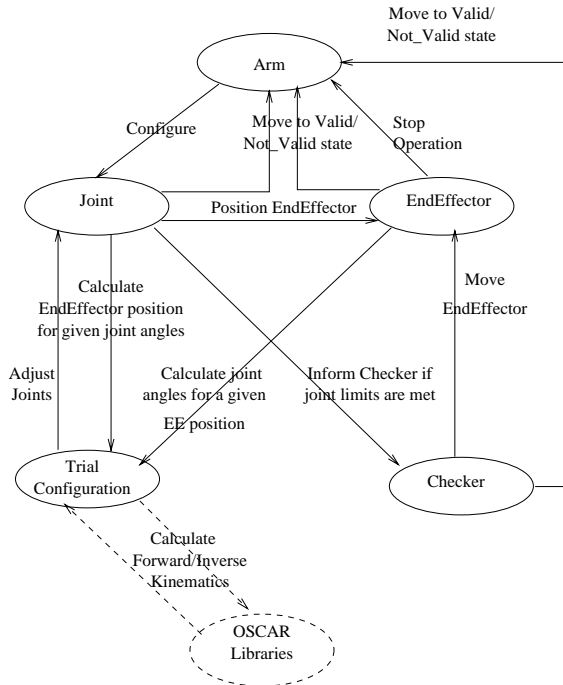 Move to Valid/
Not_Valid state
Arm
Configure
Move to Valid/
Not_Valid state
Stop
Operation
Joint
Position EndEffector
EndEffector
Calculate
EndEffector position
for given joint angles
Move
EndEffector
Adjust
Joints
Calculate joint
angles for a given
EE position
Inform Checker if
joint limits are met
Trial
Configuration
Checker
Calculate
Forward/Inverse
Kinematics
OSCAR
Libraries